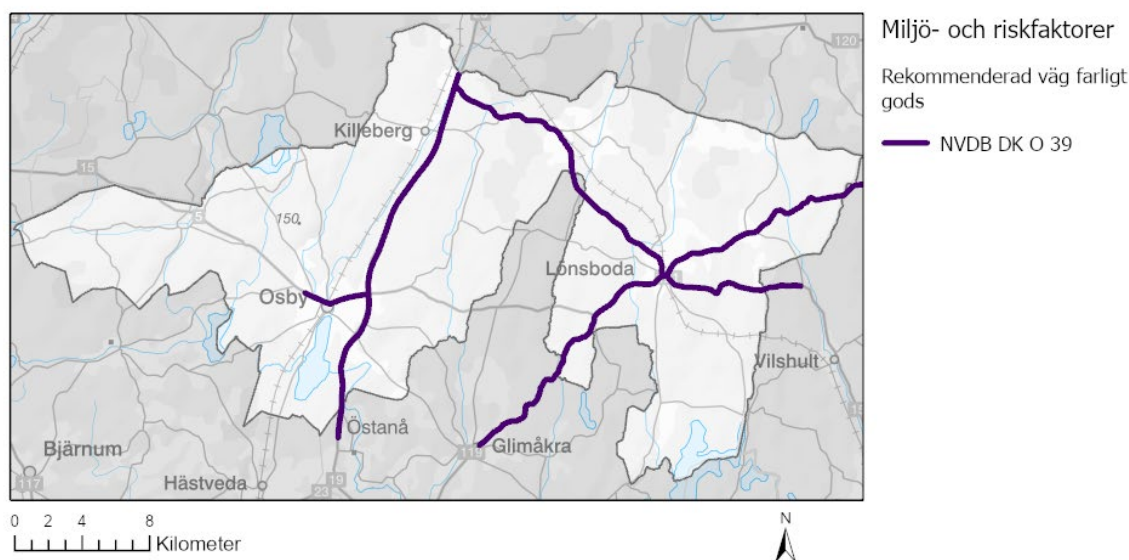 Miljö- och riskfaktorer
Rekommenderad väg farligt
gods
NVDB DK O 39
120
Killeberg
15
150
Lönsboda
Osby
Vilshult
Östanå
Glimåkra
119
Bjärnum
117
Hästveda
19
23
15
0 2 4 8
Kilometer
N